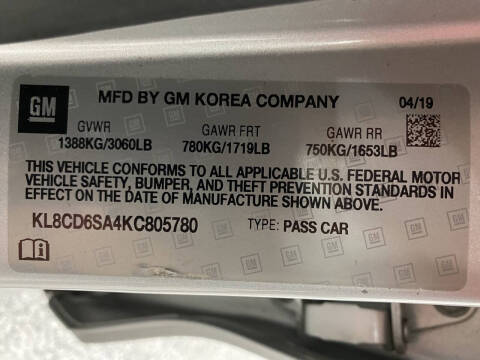 GM MFD BY GM KOREA COMPANY 04/19
GVWR GAWR FRT GAWR RR
1388KG/3060LB 780KG/1719LB 750KG/1653LB
THIS VEHICLE CONFORMS TO ALL APPLICABLE U.S. FEDERAL MOTOR
VEHICLE SAFETY, BUMPER, AND THEFT PREVENTION STANDARDS IN
EFFECT ON THE DATE OF MANUFACTURE SHOWN ABOVE.
KL8CD6SA4KC805780 TYPE: PASS CAR